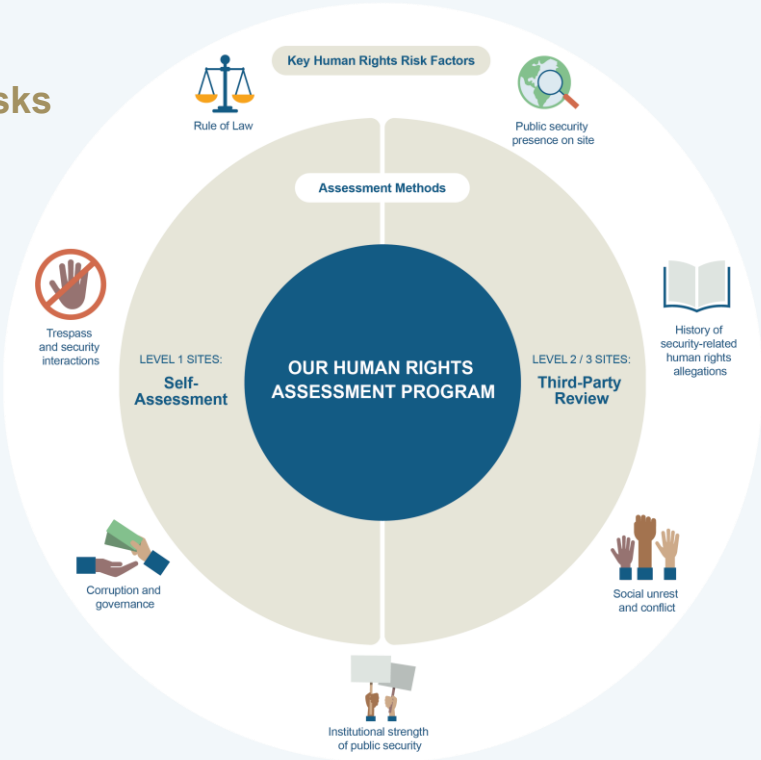 sks
Key Human Rights Risk Factors
Rule of Law
Public security
presence on site
Assessment Methods
Trespass
and security
interactions
History of
security-related
human rights
allegations
LEVEL 1 SITES:
Self-
Assessment
OUR HUMAN RIGHTS
ASSESSMENT PROGRAM
LEVEL 2 / 3 SITES:
Third-Party
Review
Corruption and
governance
Social unrest
and conflict
Institutional strength
of public security